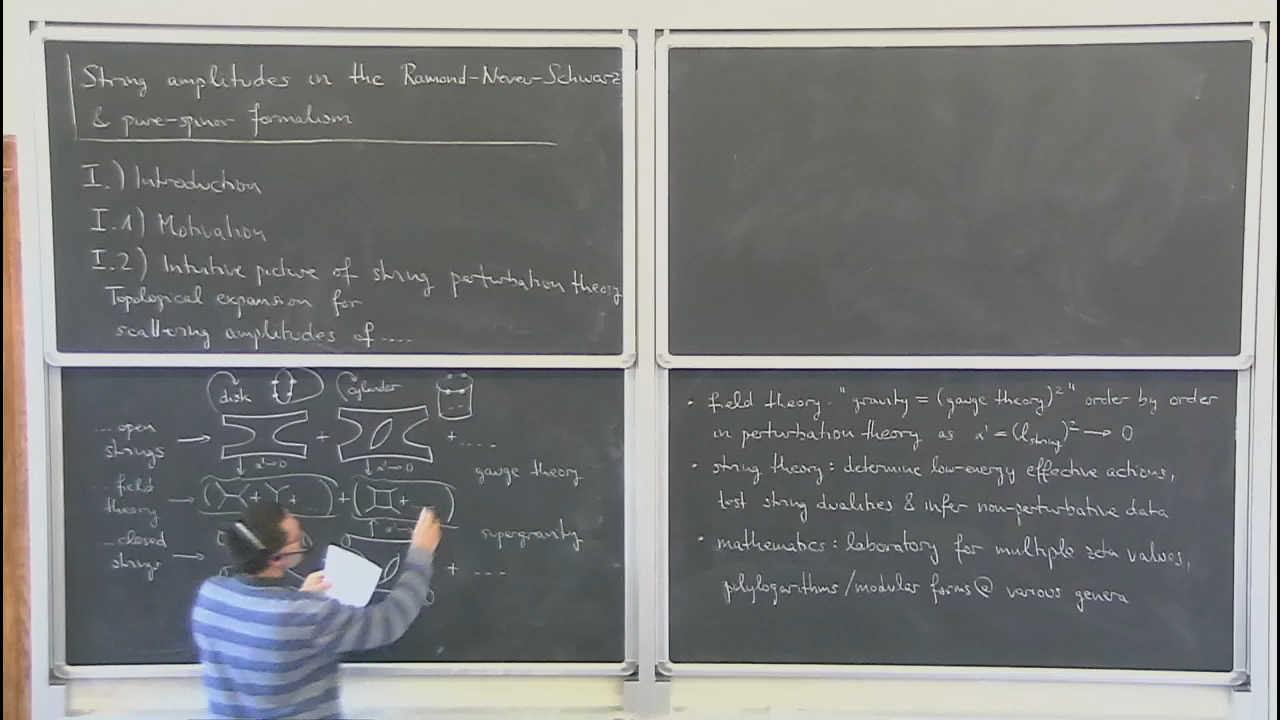 String amplitudes in the Ramond-Neveu-Schwarz
& pure-spinor formalism
I.) Introduction
I.1) Motivation
I.2) Intuitive picture of string perturbation theory
Topological expansion for
scattering amplitudes of ....
disk cylinder
... open strings → + + ....
α'→0 α'→0
gauge theory
... field theory → + + ... + +
supergravity
... closed strings → + ...
• field theory: "gravity = (gauge theory)²" order by order
in perturbation theory as α' = (l_string)² → 0
• string theory: determine low-energy effective actions,
test string dualities & infer non-perturbative data
• mathematics: laboratory for multiple zeta values,
polylogarithms/modular forms @ various genera